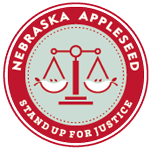 NEBRASKA APPLESEED
STAND UP FOR JUSTICE